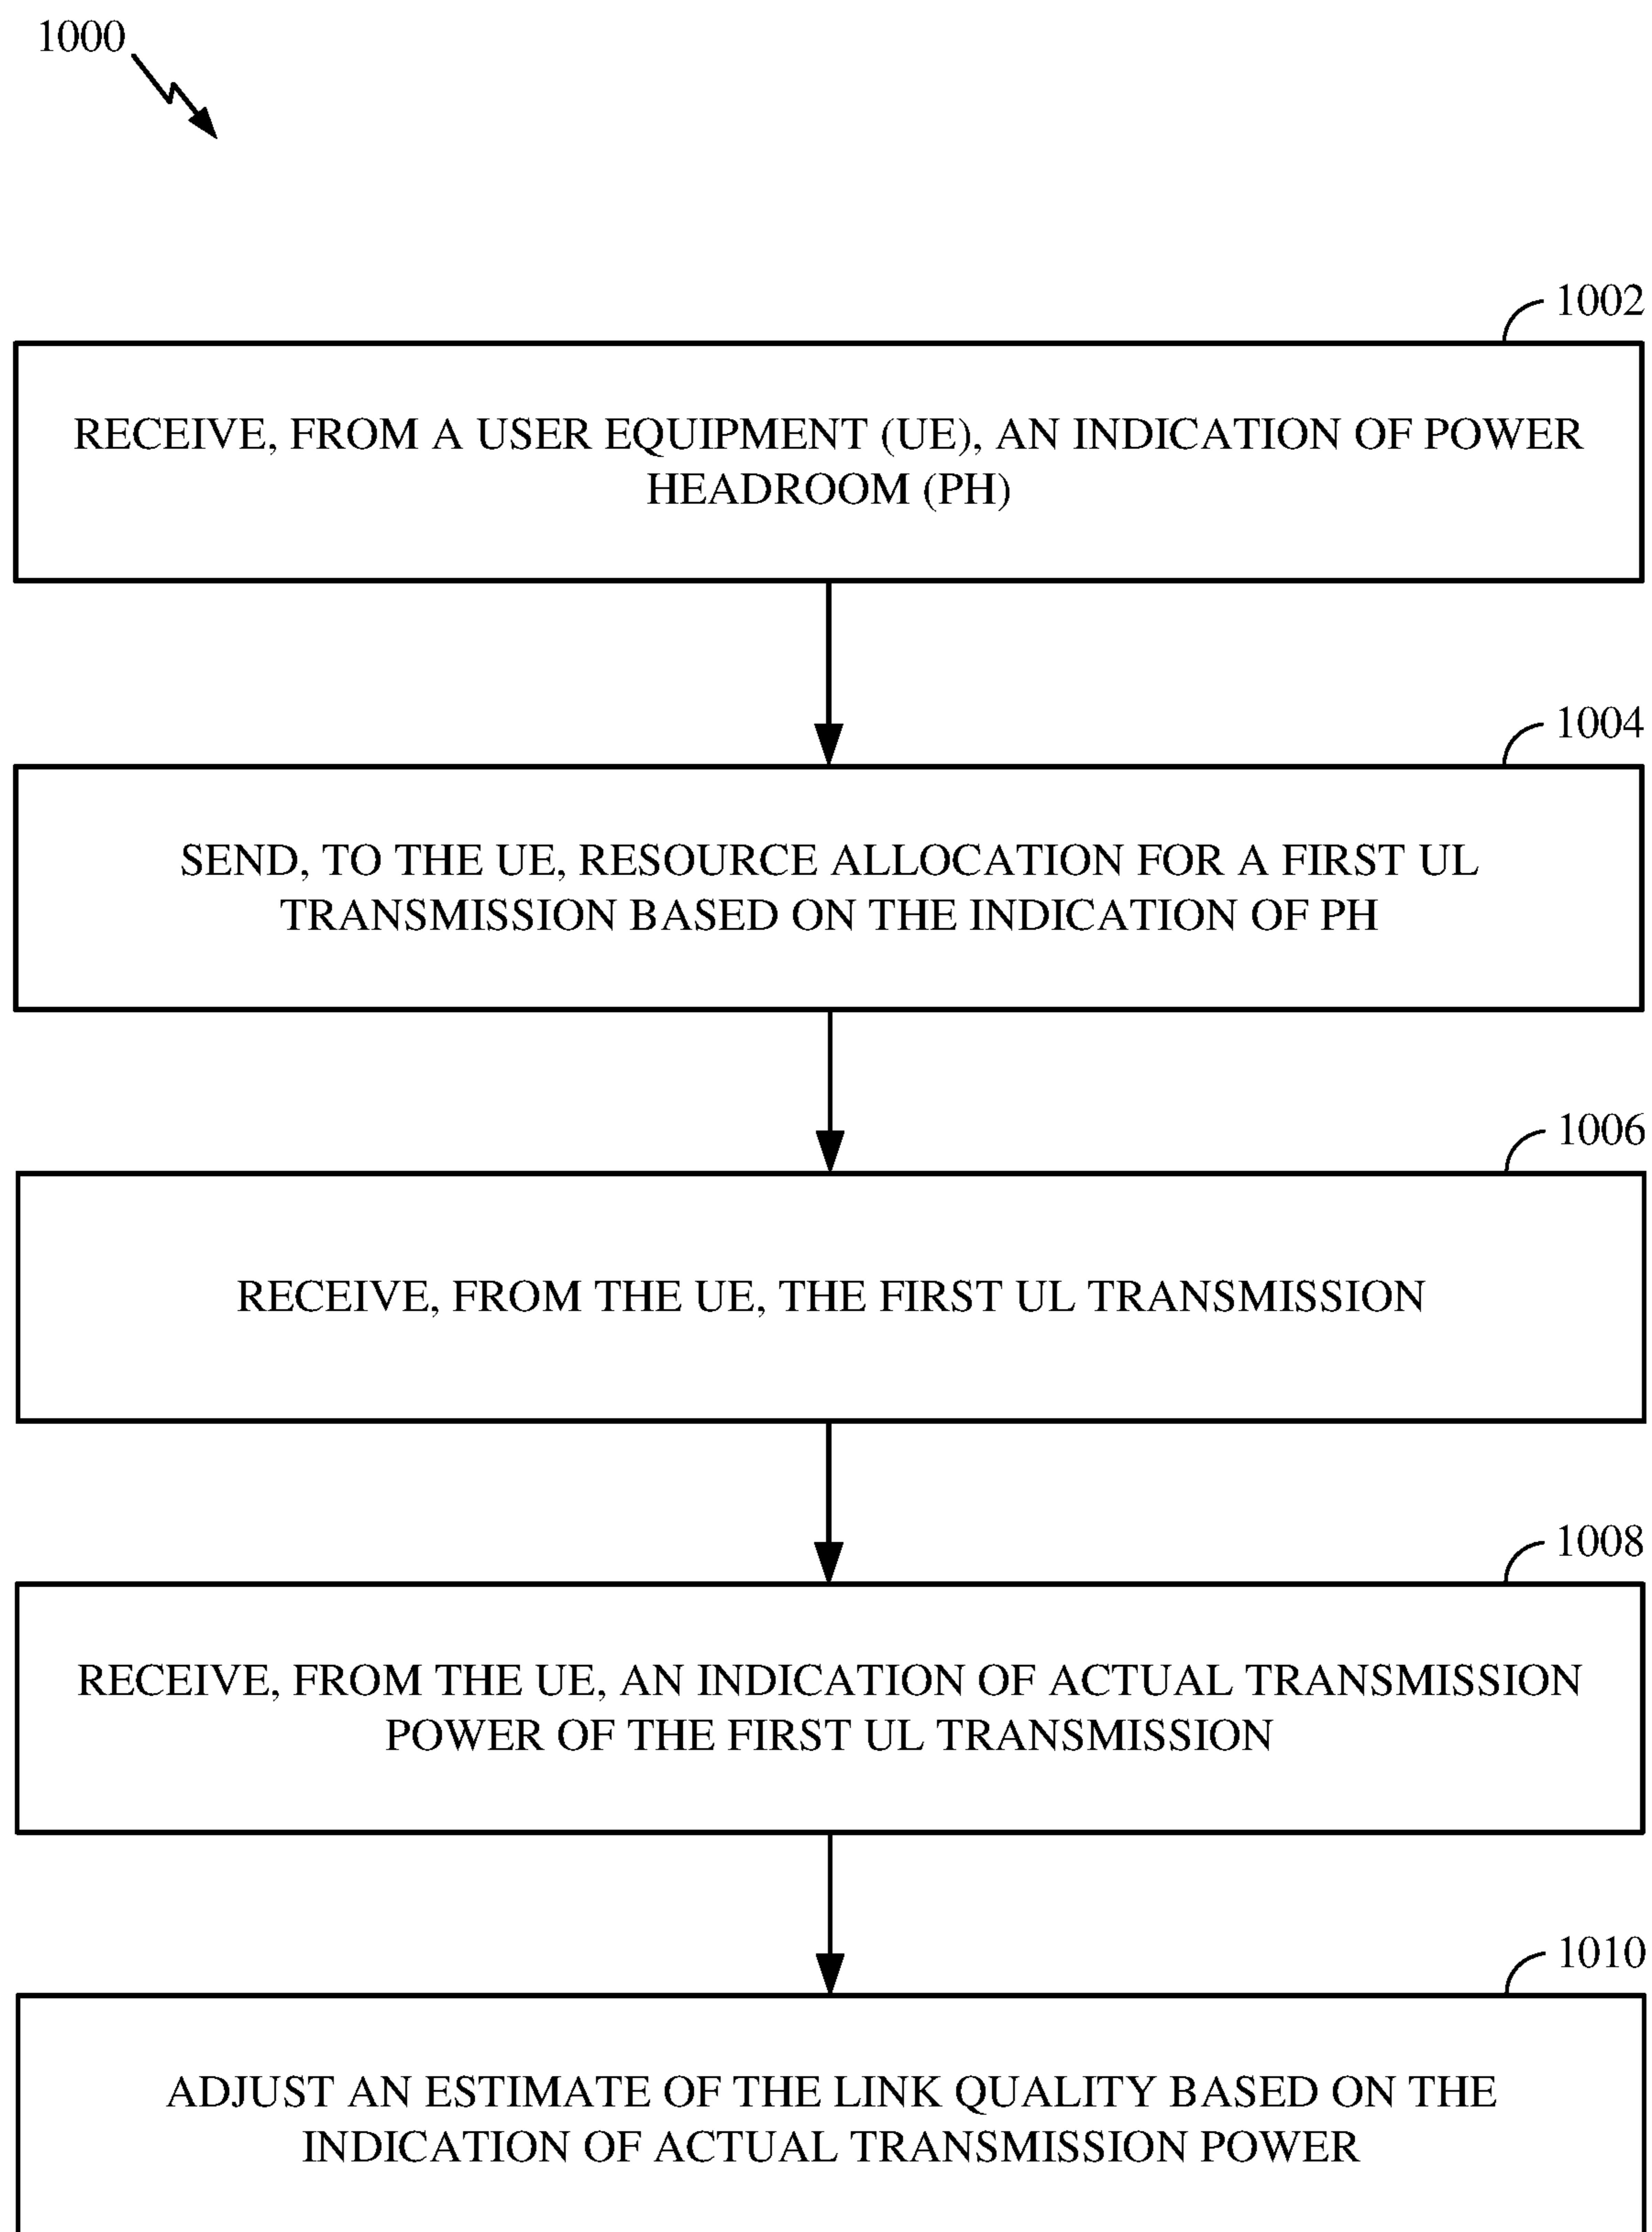 1000
1002
RECEIVE, FROM A USER EQUIPMENT (UE), AN INDICATION OF POWER
HEADROOM (PH)
1004
SEND, TO THE UE, RESOURCE ALLOCATION FOR A FIRST UL
TRANSMISSION BASED ON THE INDICATION OF PH
1006
RECEIVE, FROM THE UE, THE FIRST UL TRANSMISSION
1008
RECEIVE, FROM THE UE, AN INDICATION OF ACTUAL TRANSMISSION
POWER OF THE FIRST UL TRANSMISSION
1010
ADJUST AN ESTIMATE OF THE LINK QUALITY BASED ON THE
INDICATION OF ACTUAL TRANSMISSION POWER